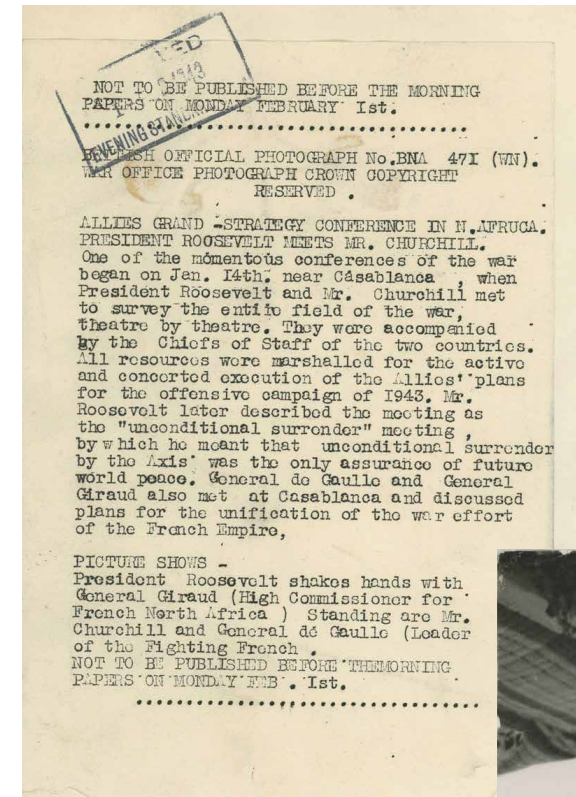 1943
EVENING STANDARD
NOT TO BE PUBLISHED BEFORE THE MORNING
PAPERS ON MONDAY FEBRUARY Ist.
BRITISH OFFICIAL PHOTOGRAPH No.BNA 47I (WN).
WAR OFFICE PHOTOGRAPH CROWN COPYRIGHT
RESERVED .
ALLIES GRAND -STRATEGY CONFERENCE IN N.AFRUCA.
PRESIDENT ROOSEVELT MEETS MR. CHURCHILL.
One of the momentous conferences of the war
began on Jan. I4th. near Casablanca , when
President Roosevelt and Mr. Churchill met
to survey the entite field of the war,
theatre by theatre. They were accompanied
by the Chiefs of Staff of the two countries.
All resources were marshalled for the active
and concerted execution of the Allies' plans
for the offensive campaign of I943. Mr.
Roosevelt later described the meeting as
the "unconditional surrender" meeting ,
by which he meant that unconditional surrender
by the Axis was the only assurance of future
world peace. General de Gaulle and General
Giraud also met at Casablanca and discussed
plans for the unification of the war effort
of the French Empire,
PICTURE SHOWS -
President Roosevelt shakes hands with
General Giraud (High Commissioner for
French North Africa ) Standing are Mr.
Churchill and General de Gaulle (Leader
of the Fighting French .
NOT TO BE PUBLISHED BEFORE THEMORNING
PAPERS ON MONDAY FEB . Ist.